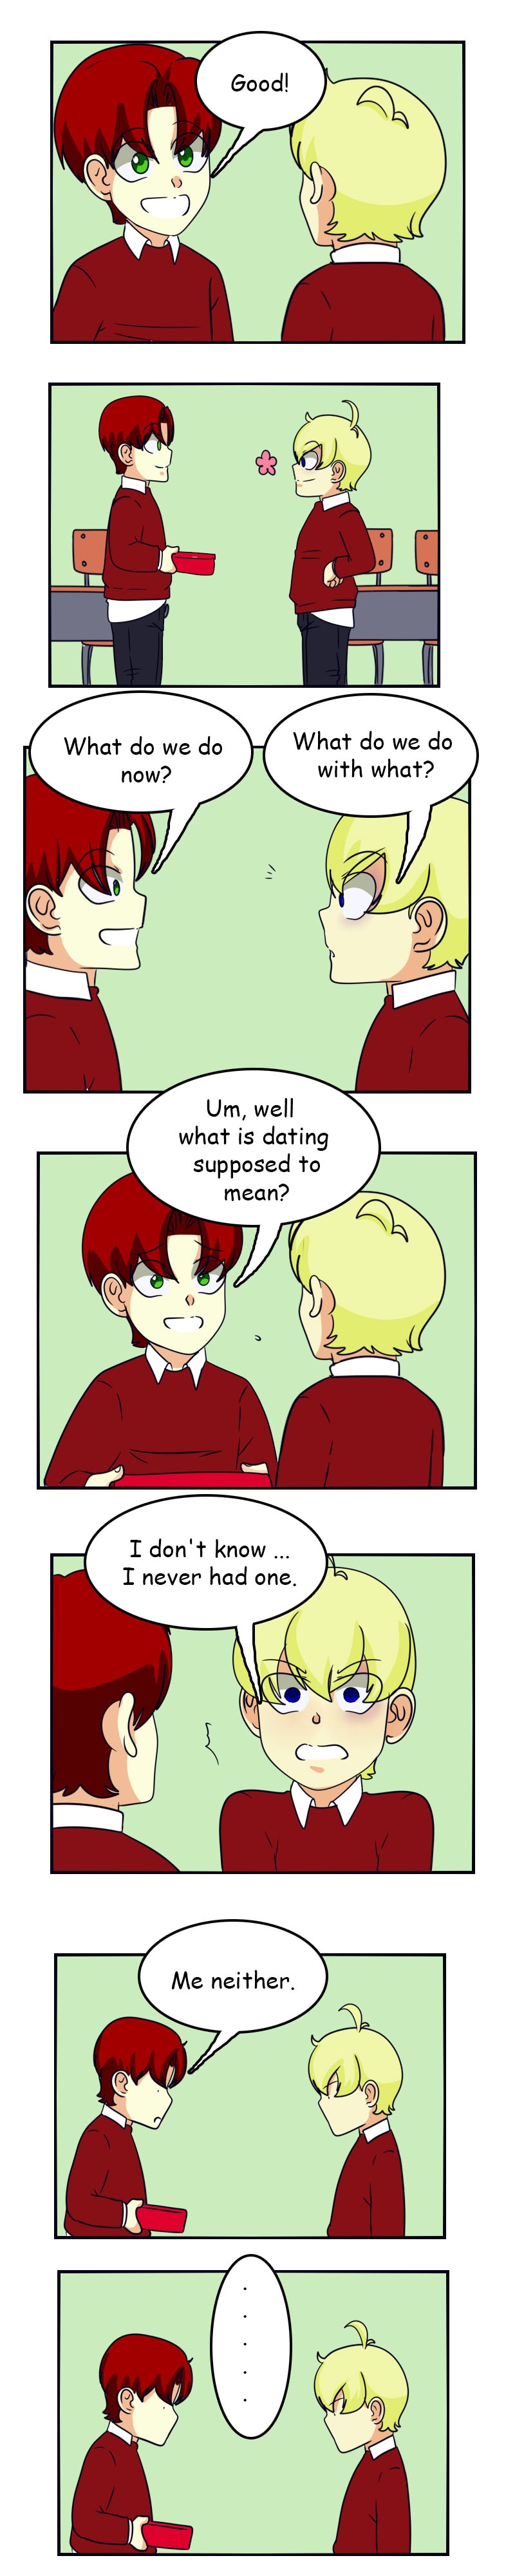 Good!
What do we do
now?
What do we do
with what?
Um, well
what is dating
supposed to
mean?
I don't know ...
I never had one.
Me neither.
.
.
.
.
.